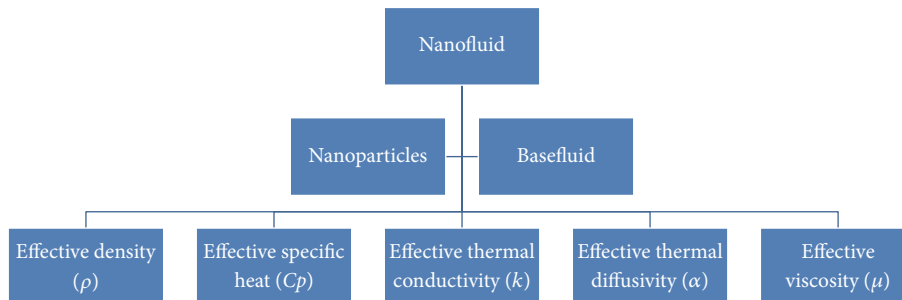 Nanofluid
Nanoparticles
Basefluid
Effective density
(ρ)
Effective specific
heat (Cp)
Effective thermal
conductivity (k)
Effective thermal
diffusivity (α)
Effective
viscosity (μ)